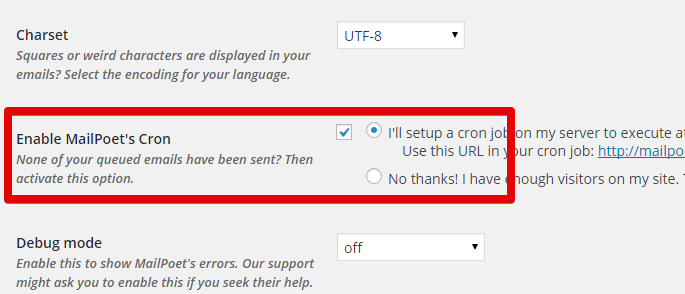 Charset
UTF-8
Squares or weird characters are displayed in your
emails? Select the encoding for your language.
Enable MailPoet's Cron
I'll setup a cron job on my server to execute
None of your queued emails have been sent? Then
Use this URL in your cron job: http://mailpo
activate this option.
No thanks! I have enough visitors on my site.
Debug mode
off
Enable this to show MailPoet's errors. Our support
might ask you to enable this if you seek their help.